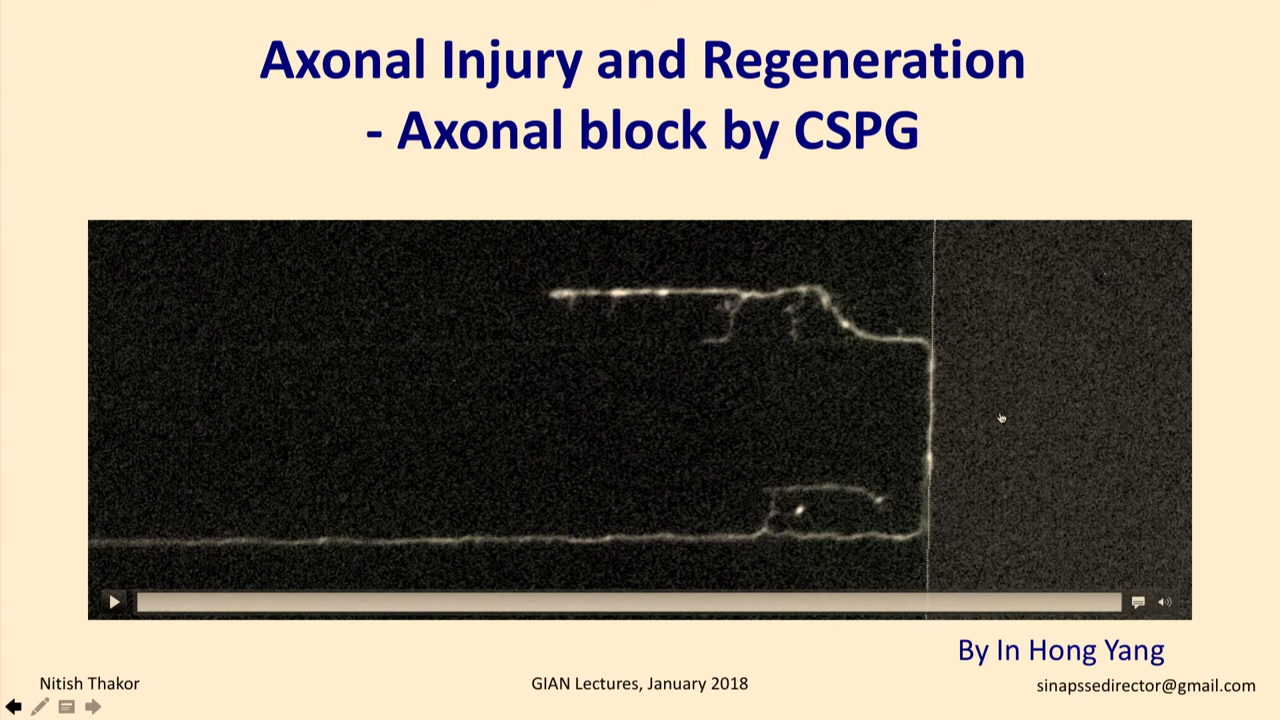 Axonal Injury and Regeneration
- Axonal block by CSPG
By In Hong Yang
Nitish Thakor
GIAN Lectures, January 2018
sinapssedirector@gmail.com